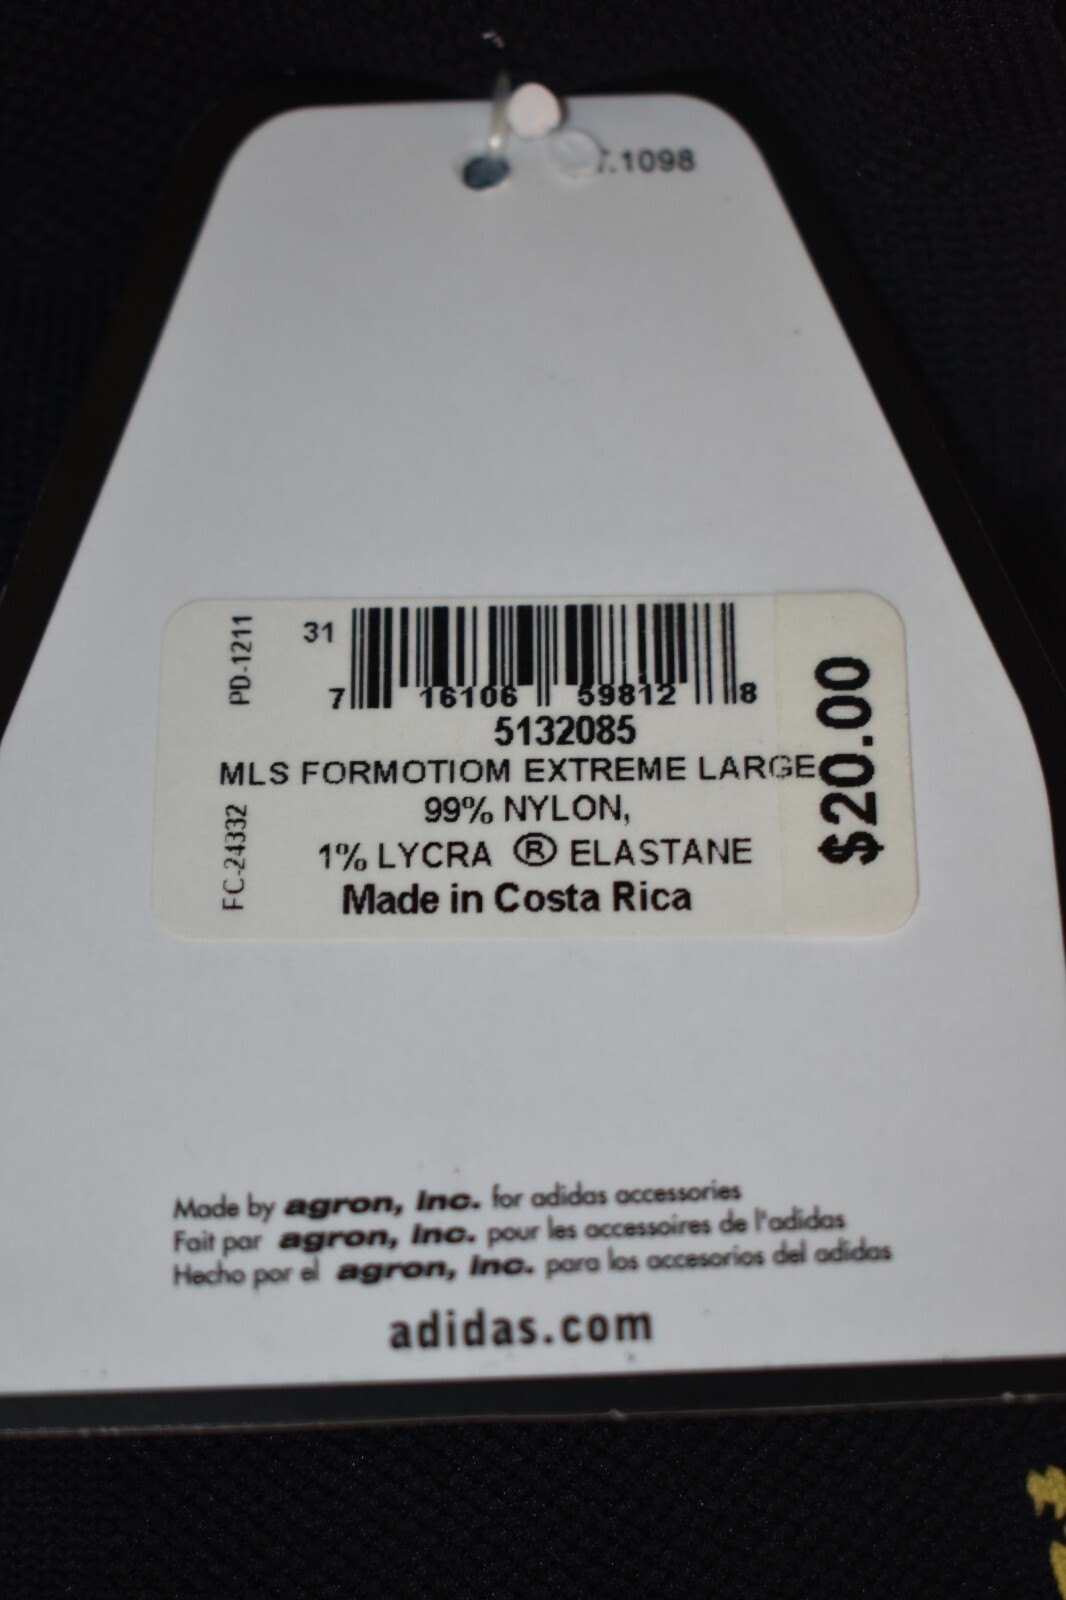 .1098
PD-1211
31
7 16106 59812 8
5132085
MLS FORMOTIOM EXTREME LARGE
99% NYLON,
1% LYCRA ® ELASTANE
Made in Costa Rica
FC-24332
$20.00
Made by agron, inc. for adidas accessories
Fait par agron, inc. pour les accessoires de l'adidas
Hecho por el agron, inc. para los accesorios del adidas
adidas.com